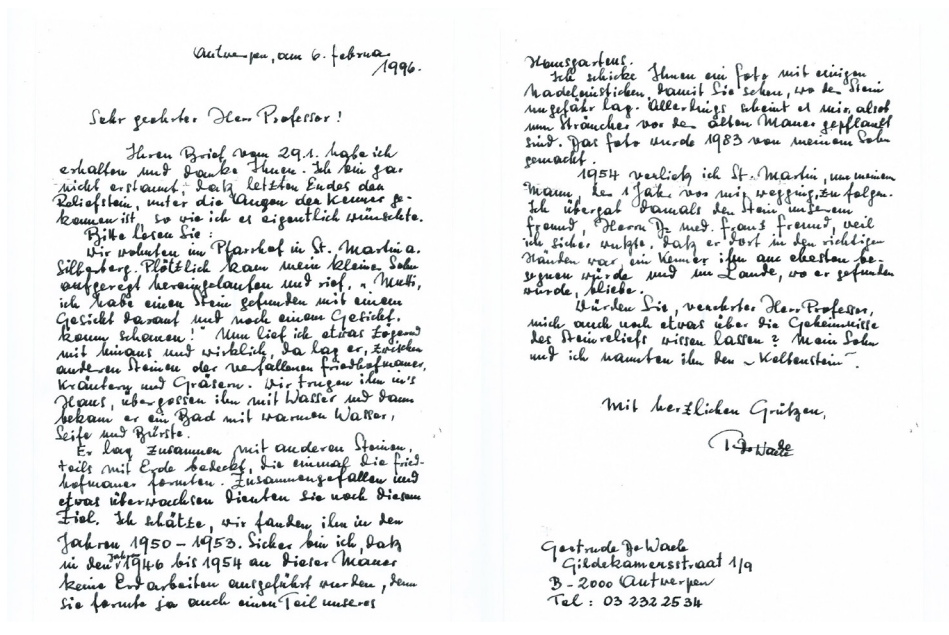 Antwerpen, am 6. februa
1996.
Sehr geehrter Herr Professor!
Ihren Brief vom 29.1. habe ich
erhalten und danke Ihnen. Ich bin gar
nicht erstaunt, daß letzten Endes den
Reliefstein, unter die Augen der Kenner ge-
kommen ist, so wie ich es eigentlich wünschte.
Bitte lesen Sie:
Wir wohnten im Pfarrhof in St. Martin a.
Silberberg. Plötzlich kam mein kleine Sohn
aufgeregt hereingelaufen und rief, „Mutti,
ich habe einen Stein gefunden mit einem
Gesicht darauf und noch einem Gesicht,
komm schauen!" Nun lief ich etwas zögernd
mit hinaus und wirklich, da lag er, zwischen
anderen Steinen der verfallenen friedhofmauer,
Kräutern und Gräsern. Wir trugen ihn in's
Haus, übergossen ihn mit Wasser und dann
bekam er ein Bad mit warmen Wasser,
Seife und Bürste.
Er lag zusammen mit anderen Steinen,
teils mit Erde bedeckt, die einmal die fried-
hofmauer formten. Zusammengefallen und
etwas überwachsen dienten sie noch diesem
Ziel. Ich schätze, wir fanden ihn in den
Jahren 1950 – 1953. Sicher bin ich, daß
in den Jahren 1946 bis 1954 an dieser Mauer
keine Erdarbeiten ausgeführt wurden, denn
sie formte ja auch einen Teil unseres
Hausgartens.
Ich schicke Ihnen ein foto mit einigen
Nadelnstichen, damit Sie sehen, wo der Stein
ungefähr lag. Allerdings scheint es mir, als ob
nun Sträucher vor der alten Mauer gepflanzt
sind. Das foto wurde 1983 von meinem Sohn
gemacht.
1954 verließ ich St. Martin, um meinem
Mann, der 1 Jahr vor mir wegging, zu folgen.
Ich übergab damals den Stein unserem
freund, Herrn Dr. med. franz freund, weil
ich sicher wußte, daß er dort in den richtigen
Händen war, ein Kenner ihm am ehesten be-
gegnen würde und im Lande, wo er gefunden
würde, bliebe.
Würden Sie, verehrter Herr Professor,
mich auch noch etwas über die Geheimnisse
des Steinreliefs wissen lassen? Mein Sohn
und ich nannten ihn den „Keltenstein".
Mit herzlichen Grüßen,
De Wade
Gertrude De Wade
Gildekamersstraat 1/9
B – 2000 Antwerpen
Tel: 03 232 25 34